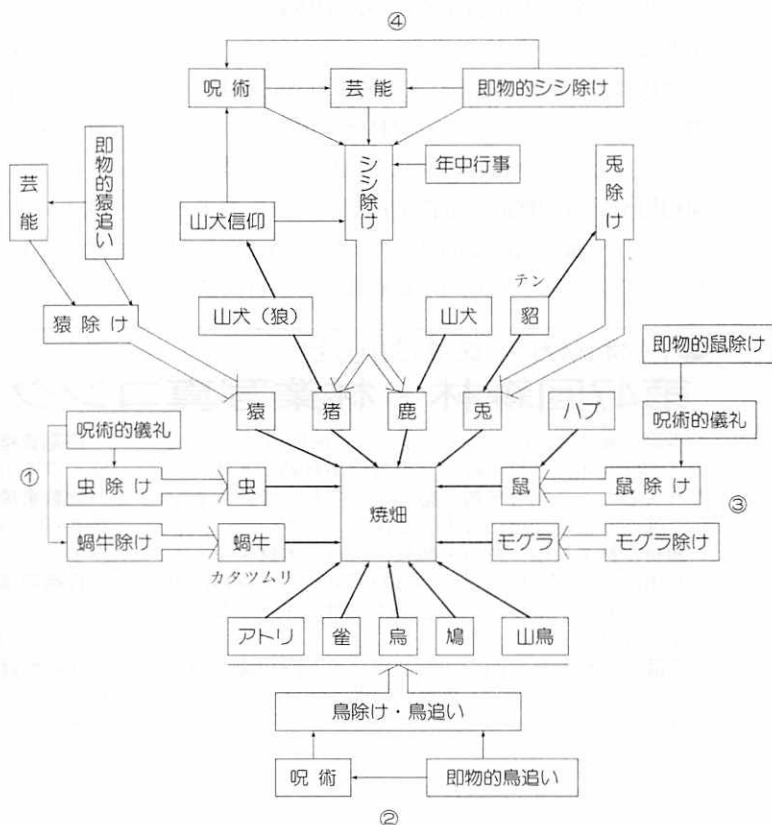 ④
呪術
芸能
即物的シシ除け
即物的猿追い
シシ除け
年中行事
兎除け
芸能
山犬信仰
テン
猿除け
山犬（狼）
山犬
貂
即物的鼠除け
猿
猪
鹿
兎
ハブ
呪術的儀礼
呪術的儀礼
①
虫除け
虫
焼畑
鼠
鼠除け
③
蝸牛除け
蝸牛
モグラ
モグラ除け
カタツムリ
アトリ
雀
烏
鳩
山鳥
鳥除け・鳥追い
呪術
即物的鳥追い
②